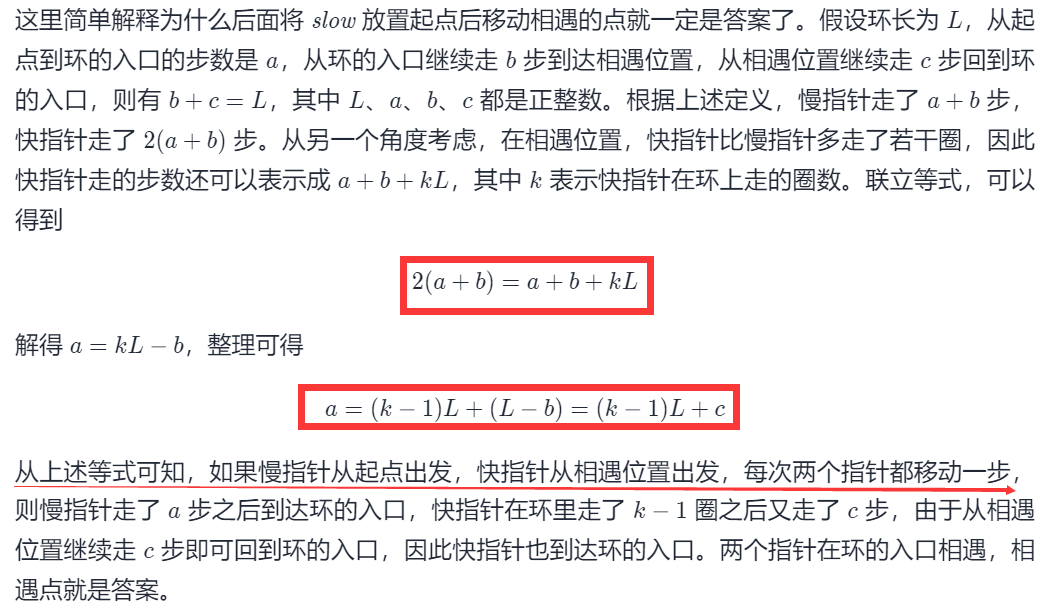 这里简单解释为什么后面将 slow 放置起点后移动相遇的点就一定是答案了。假设环长为 L，从起
点到环的入口的步数是 a，从环的入口继续走 b 步到达相遇位置，从相遇位置继续走 c 步回到环
的入口，则有 b + c = L，其中 L、a、b、c 都是正整数。根据上述定义，慢指针走了 a + b 步，
快指针走了 2(a + b) 步。从另一个角度考虑，在相遇位置，快指针比慢指针多走了若干圈，因此
快指针走的步数还可以表示成 a + b + kL，其中 k 表示快指针在环上走的圈数。联立等式，可以
得到
2(a + b) = a + b + kL
解得 a = kL − b，整理可得
a = (k − 1)L + (L − b) = (k − 1)L + c
从上述等式可知，如果慢指针从起点出发，快指针从相遇位置出发，每次两个指针都移动一步，
则慢指针走了 a 步之后到达环的入口，快指针在环里走了 k − 1 圈之后又走了 c 步，由于从相遇
位置继续走 c 步即可回到环的入口，因此快指针也到达环的入口。两个指针在环的入口相遇，相
遇点就是答案。